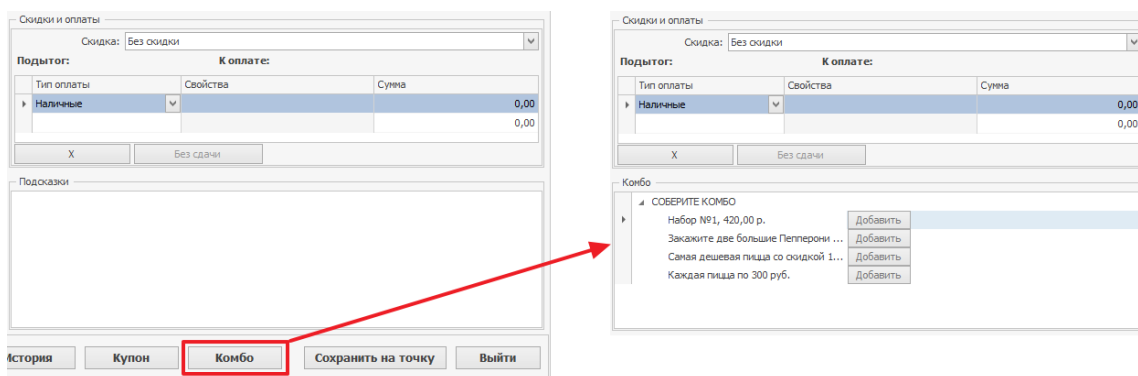 Скидки и оплаты
Скидка: Без скидки
Подытог: К оплате:
Тип оплаты Свойства Сумма
Наличные 0,00
0,00
X Без сдачи
Подсказки
История Купон Комбо Сохранить на точку Выйти
Скидки и оплаты
Скидка: Без скидки
Подытог: К оплате:
Тип оплаты Свойства Сумма
Наличные 0,00
0,00
X Без сдачи
Комбо
СОБЕРИТЕ КОМБО
Набор №1, 420,00 р. Добавить
Закажите две большие Пепперони ... Добавить
Самая дешевая пицца со скидкой 1... Добавить
Каждая пицца по 300 руб. Добавить